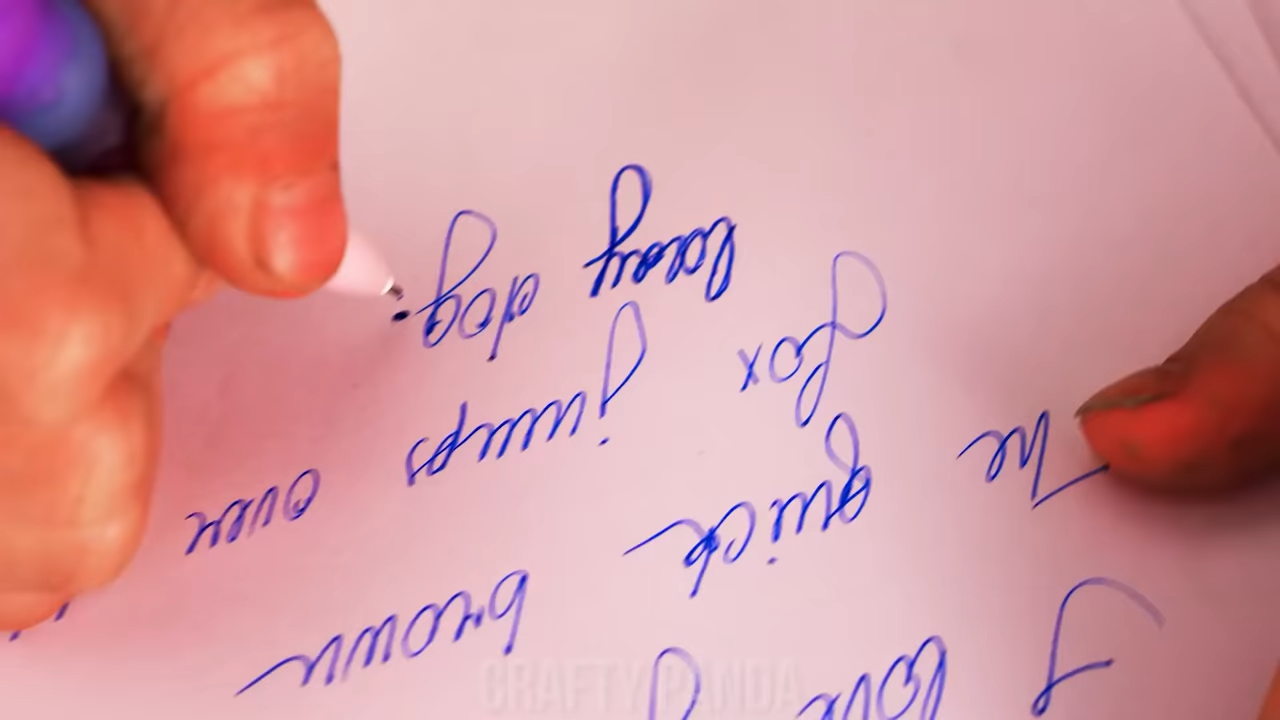 I love
The quick brown
fox jumps over
lazy dog.
CRAFTY PANDA